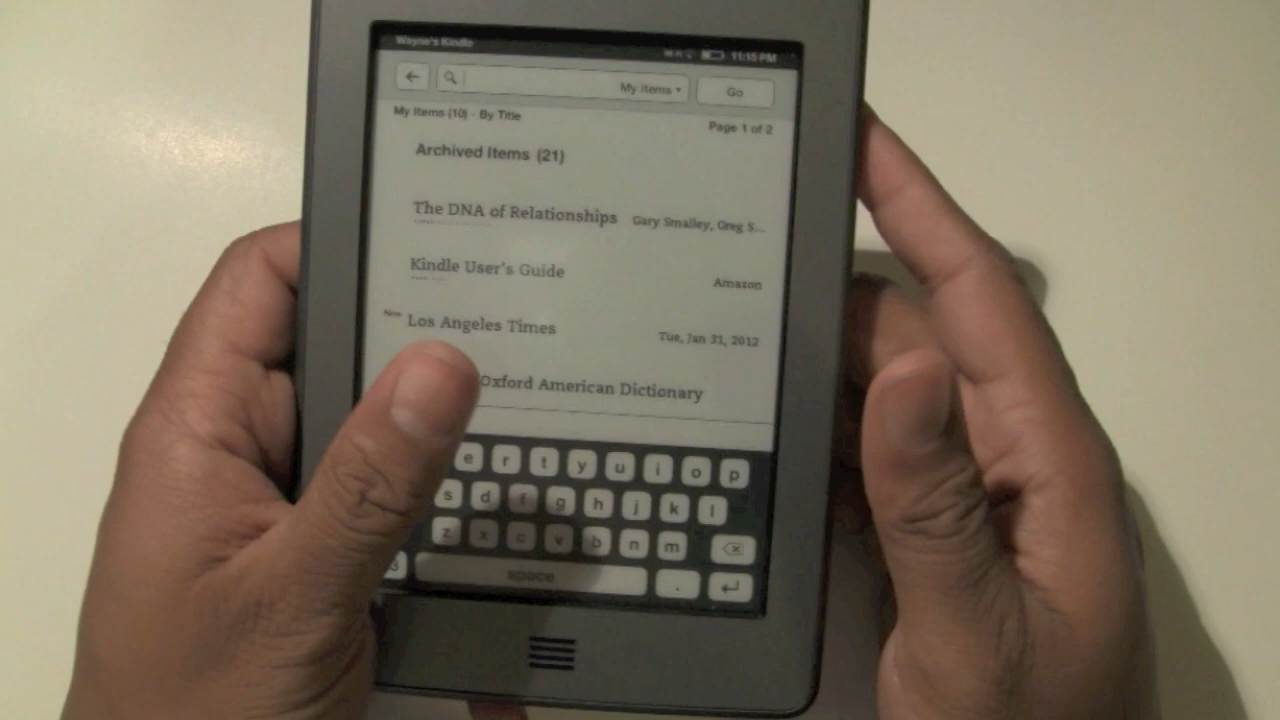 Wayne's Kindle 11:15 PM
My Items ▾ Go
My Items (10) - By Title Page 1 of 2
Archived Items (21)
The DNA of Relationships Gary Smalley, Greg S...
Kindle User's Guide Amazon
New Los Angeles Times Tue, Jan 31, 2012
Oxford American Dictionary
e r t y u i o p
s d f g h j k l
z x c v b n m
space .